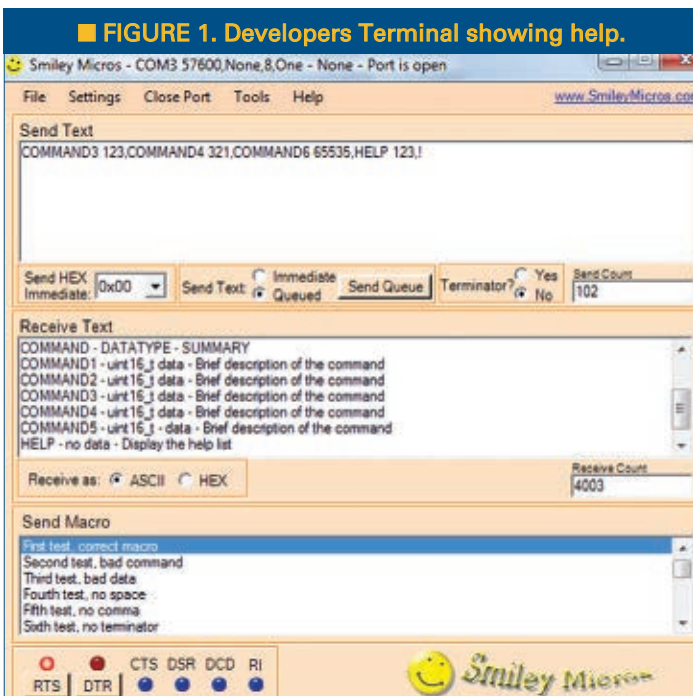 ■ FIGURE 1. Developers Terminal showing help.
Smiley Micros - COM3 57600,None,8,One - None - Port is open
File Settings Close Port Tools Help www.SmileyMicros.com
Send Text
COMMAND3 123,COMMAND4 321,COMMAND6 65535,HELP 123,!
Send HEX Immediate: 0x00 Send Text: Immediate Queued Send Queue Terminator? Yes No Send Count 102
Receive Text
COMMAND - DATATYPE - SUMMARY
COMMAND1 - uint16_t data - Brief description of the command
COMMAND2 - uint16_t data - Brief description of the command
COMMAND3 - uint16_t data - Brief description of the command
COMMAND4 - uint16_t data - Brief description of the command
COMMAND5 - uint16_t - data - Brief description of the command
HELP - no data - Display the help list
Receive as: ASCII HEX Receive Count 4003
Send Macro
First test, correct macro
Second test, bad command
Third test, bad data
Fourth test, no space
Fifth test, no comma
Sixth test, no terminator
RTS DTR CTS DSR DCD RI
Smiley Micros